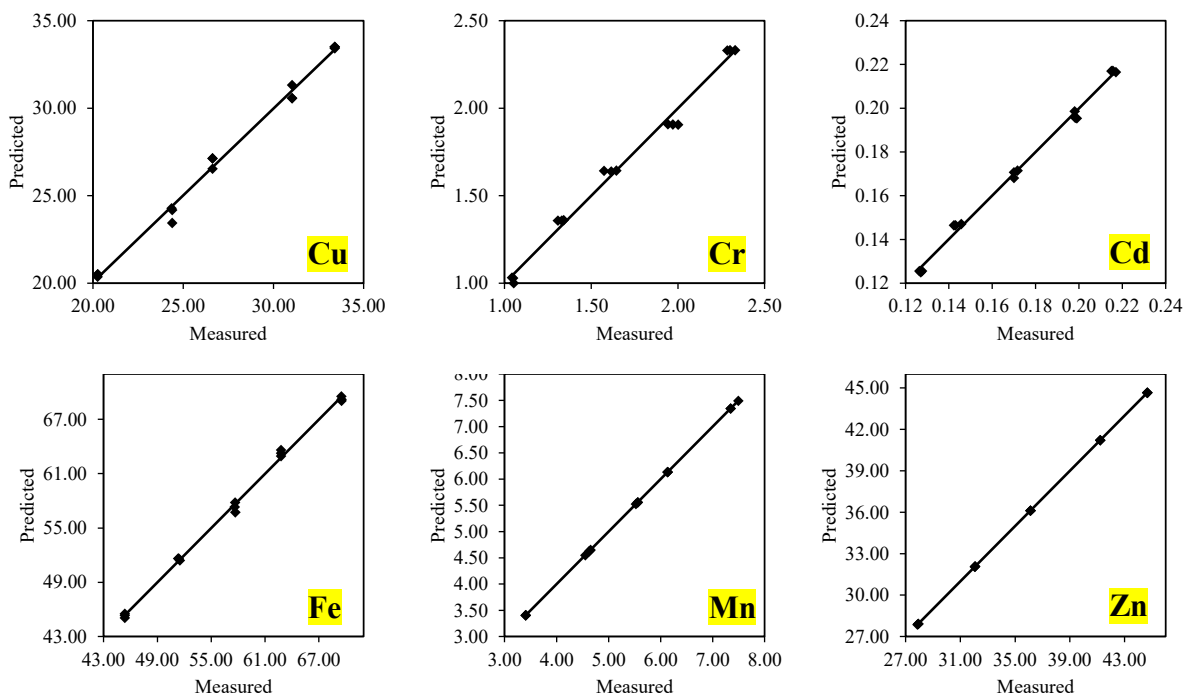 35.00
30.00
25.00
20.00
Predicted
20.00 25.00 30.00 35.00
Measured
Cu
2.50
2.00
1.50
1.00
Predicted
1.00 1.50 2.00 2.50
Measured
Cr
0.24
0.22
0.20
0.18
0.16
0.14
0.12
Predicted
0.12 0.14 0.16 0.18 0.20 0.22 0.24
Measured
Cd
67.00
61.00
55.00
49.00
43.00
Predicted
43.00 49.00 55.00 61.00 67.00
Measured
Fe
8.00
7.50
7.00
6.50
6.00
5.50
5.00
4.50
4.00
3.50
3.00
Predicted
3.00 4.00 5.00 6.00 7.00 8.00
Measured
Mn
45.00
42.00
39.00
36.00
33.00
30.00
27.00
Predicted
27.00 31.00 35.00 39.00 43.00
Measured
Zn